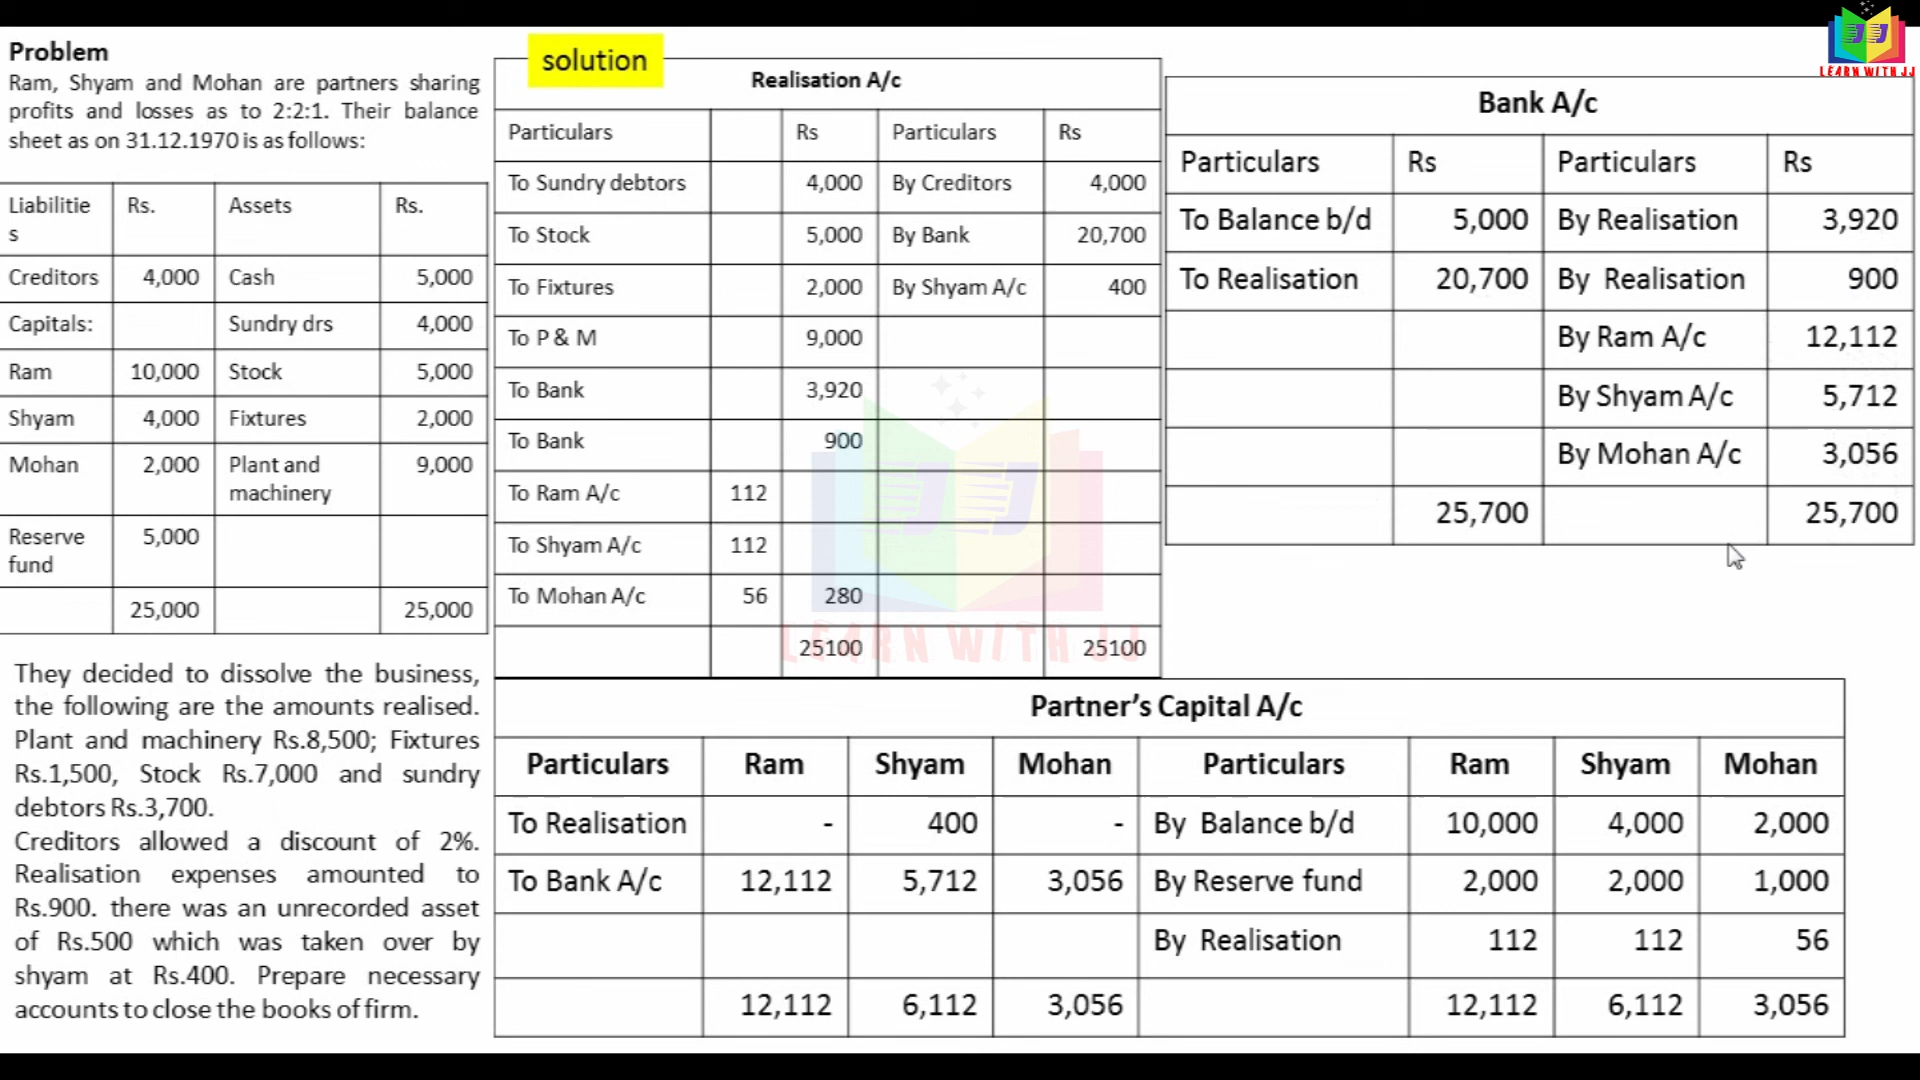 LEARN WITH JJ
Problem
Ram, Shyam and Mohan are partners sharing
profits and losses as to 2:2:1. Their balance
sheet as on 31.12.1970 is as follows:
Liabilitie
s
Rs.
Assets
Rs.
Creditors 4,000 Cash 5,000
Capitals: Sundry drs 4,000
Ram 10,000 Stock 5,000
Shyam 4,000 Fixtures 2,000
Mohan 2,000 Plant and 9,000
machinery
Reserve 5,000
fund
25,000 25,000
They decided to dissolve the business,
the following are the amounts realised.
Plant and machinery Rs.8,500; Fixtures
Rs.1,500, Stock Rs.7,000 and sundry
debtors Rs.3,700.
Creditors allowed a discount of 2%.
Realisation expenses amounted to
Rs.900. there was an unrecorded asset
of Rs.500 which was taken over by
shyam at Rs.400. Prepare necessary
accounts to close the books of firm.
solution
Realisation A/c
Particulars Rs Particulars Rs
To Sundry debtors 4,000 By Creditors 4,000
To Stock 5,000 By Bank 20,700
To Fixtures 2,000 By Shyam A/c 400
To P & M 9,000
To Bank 3,920
To Bank 900
To Ram A/c 112
To Shyam A/c 112
To Mohan A/c 56 280
25100 25100
LEARN WITH JJ
Bank A/c
Particulars Rs Particulars Rs
To Balance b/d 5,000 By Realisation 3,920
To Realisation 20,700 By Realisation 900
By Ram A/c 12,112
By Shyam A/c 5,712
By Mohan A/c 3,056
25,700 25,700
Partner's Capital A/c
Particulars Ram Shyam Mohan Particulars Ram Shyam Mohan
To Realisation - 400 - By Balance b/d 10,000 4,000 2,000
To Bank A/c 12,112 5,712 3,056 By Reserve fund 2,000 2,000 1,000
By Realisation 112 112 56
12,112 6,112 3,056 12,112 6,112 3,056